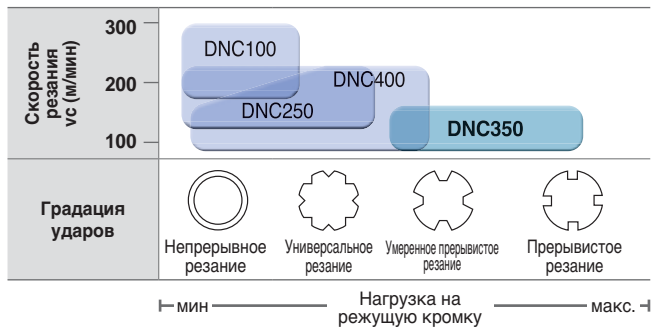 Скорость
резания
vc (м/мин)
300
200
100
DNC100
DNC400
DNC250
DNC350
Градация
ударов
Непрерывное
резание
Универсальное
резание
Умеренное прерывистое
резание
Прерывистое
резание
мин
Нагрузка на
режущую кромку
макс.